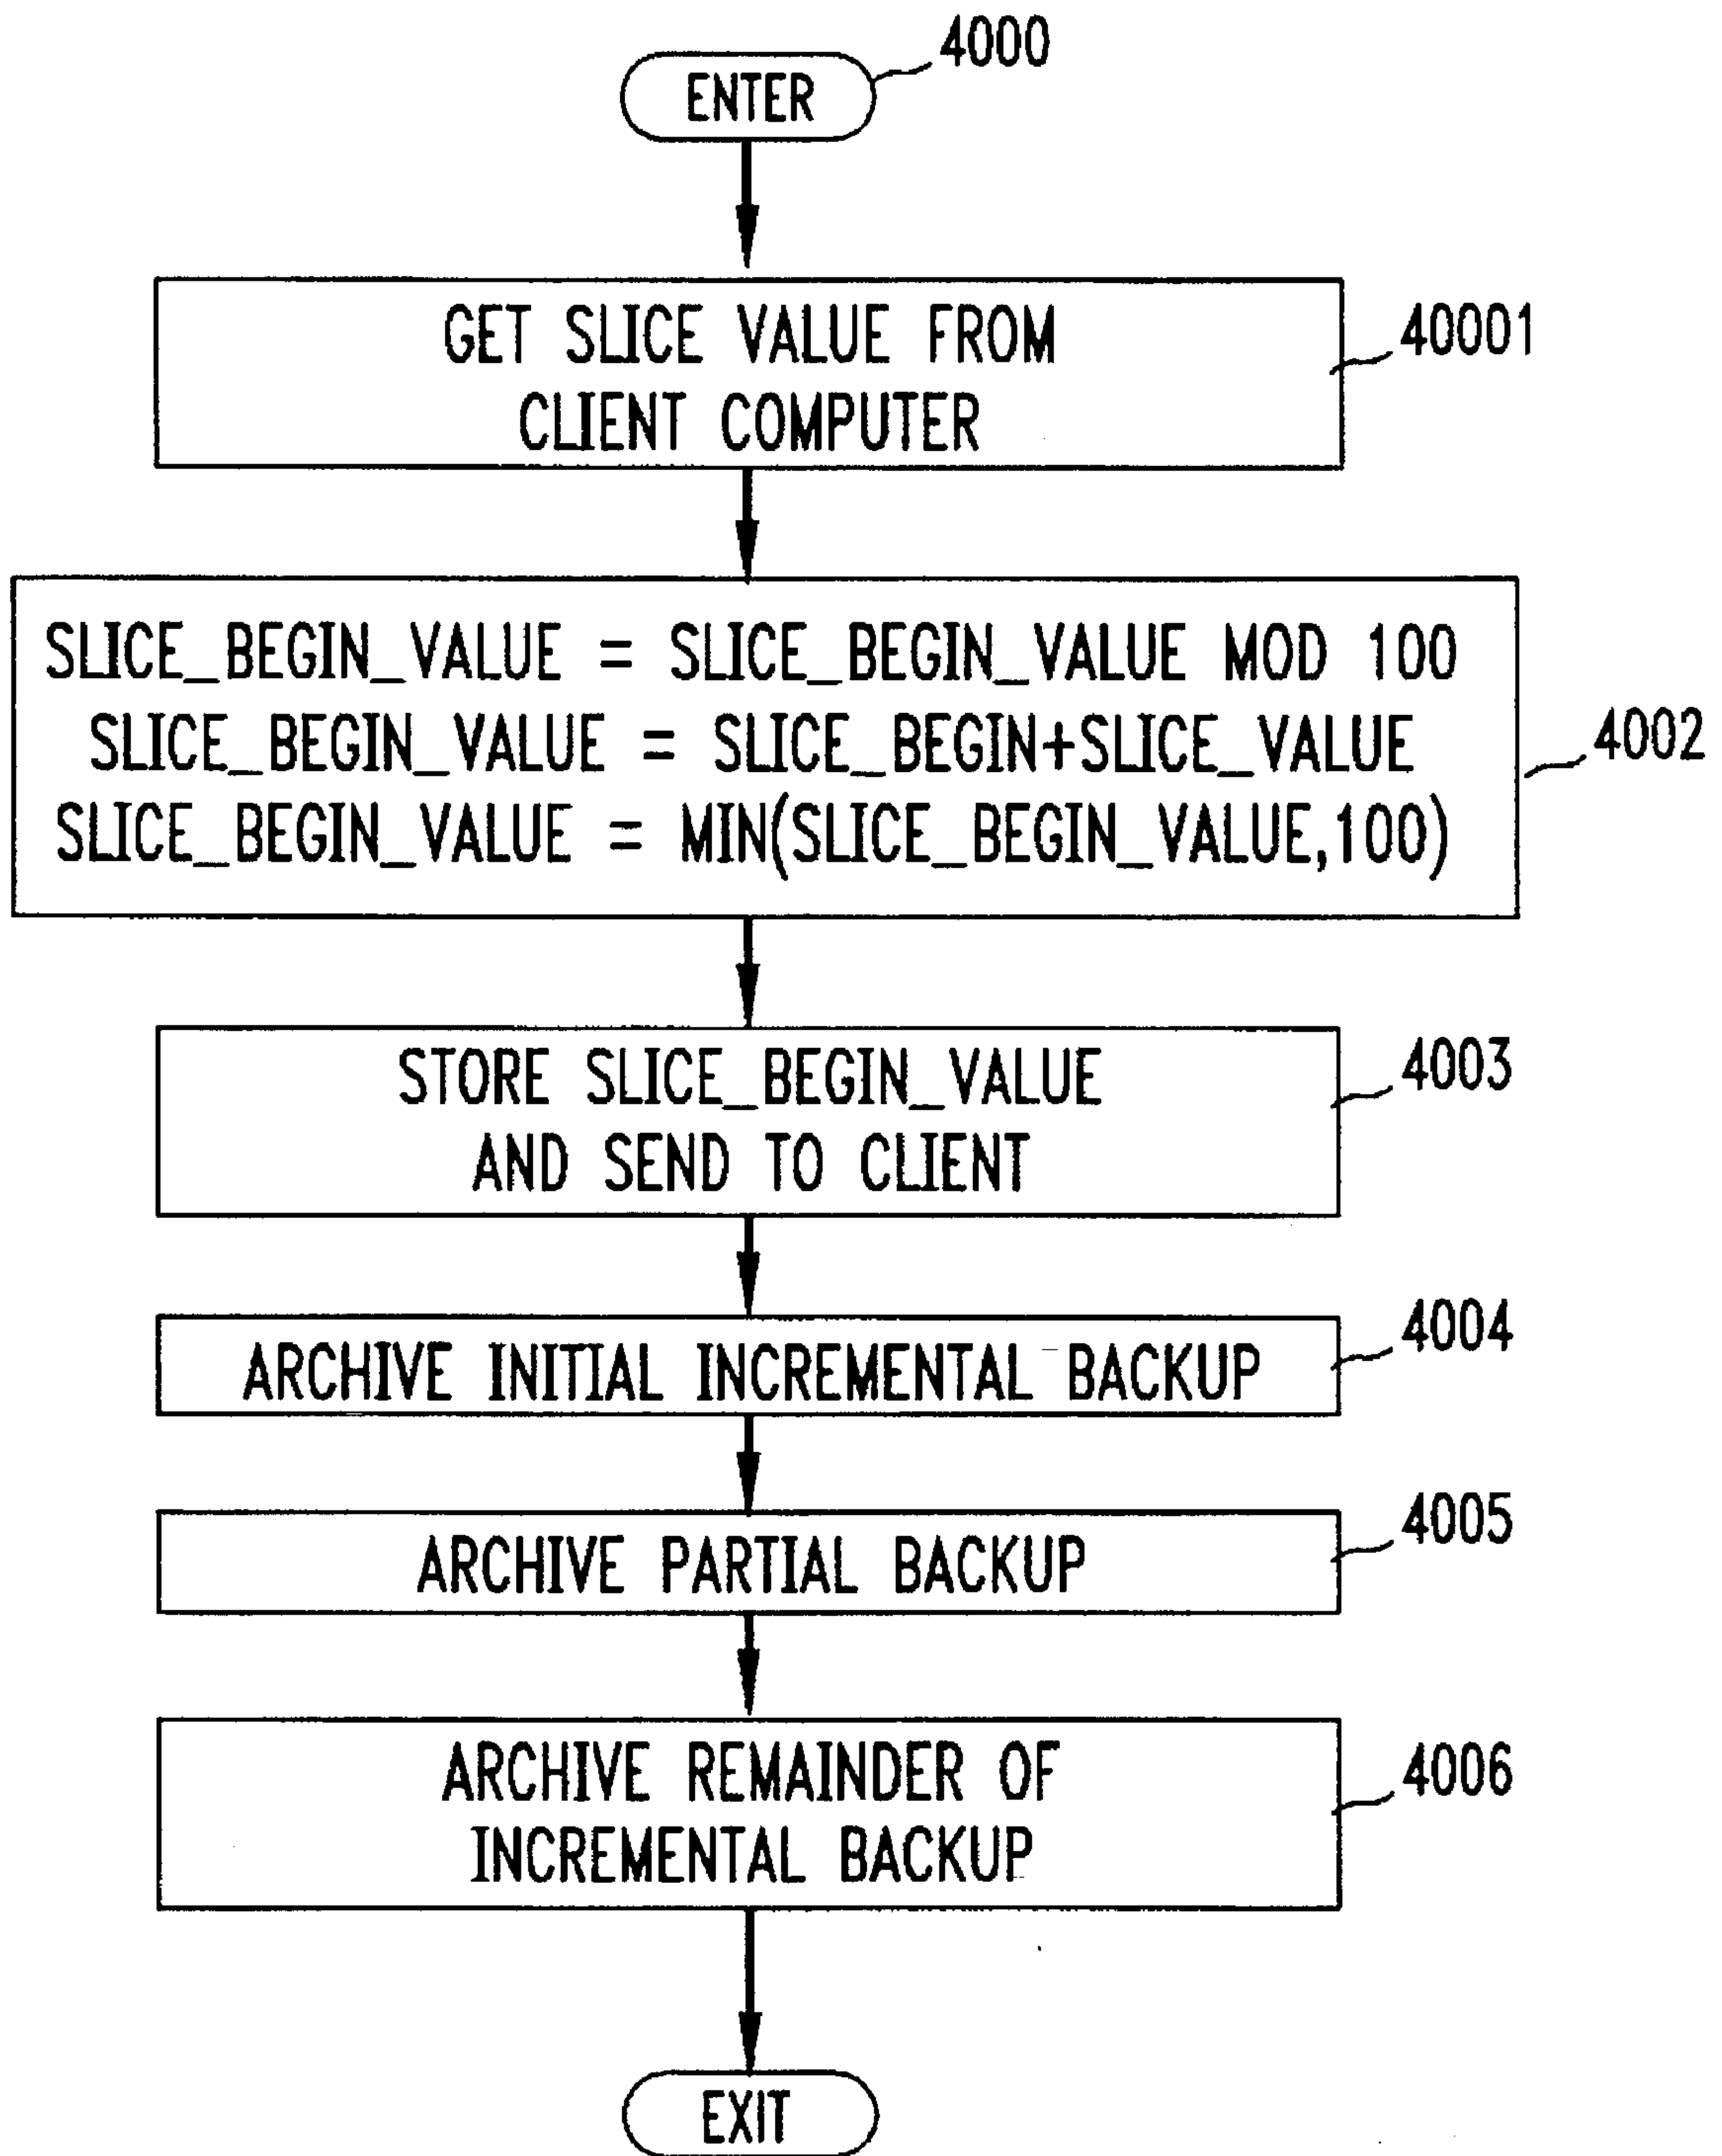 ENTER
4000
GET SLICE VALUE FROM
CLIENT COMPUTER
40001
SLICE_BEGIN_VALUE = SLICE_BEGIN_VALUE MOD 100
SLICE_BEGIN_VALUE = SLICE_BEGIN+SLICE_VALUE
SLICE_BEGIN_VALUE = MIN(SLICE_BEGIN_VALUE,100)
4002
STORE SLICE_BEGIN_VALUE
AND SEND TO CLIENT
4003
ARCHIVE INITIAL INCREMENTAL BACKUP
4004
ARCHIVE PARTIAL BACKUP
4005
ARCHIVE REMAINDER OF
INCREMENTAL BACKUP
4006
EXIT